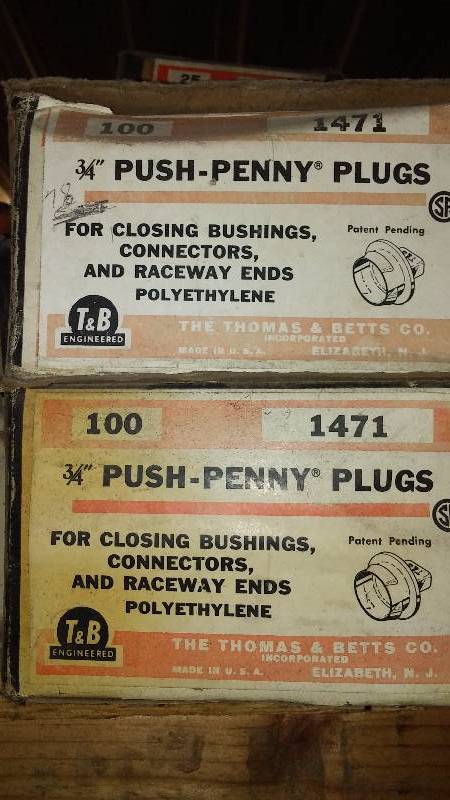 25
100 1471
3/4" PUSH-PENNY® PLUGS
78
FOR CLOSING BUSHINGS,
CONNECTORS,
AND RACEWAY ENDS
POLYETHYLENE
Patent Pending
SA
T&B
ENGINEERED
THE THOMAS & BETTS CO.
INCORPORATED
MADE IN U. S. A. ELIZABETH, N. J.
100 1471
3/4" PUSH-PENNY® PLUGS
FOR CLOSING BUSHINGS,
CONNECTORS,
AND RACEWAY ENDS
POLYETHYLENE
Patent Pending
T&B
ENGINEERED
THE THOMAS & BETTS CO.
INCORPORATED
MADE IN U. S. A. ELIZABETH, N. J.